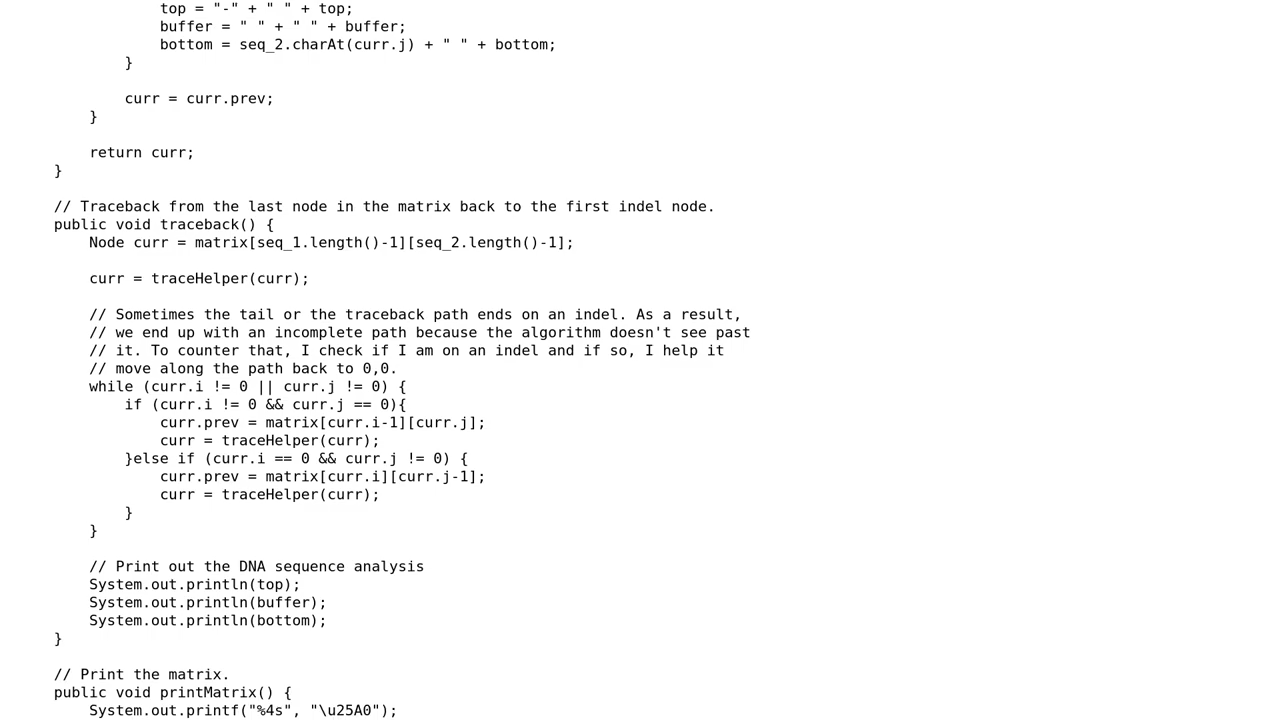 top = "-" + " " + top;
            buffer = " " + " " + buffer;
            bottom = seq_2.charAt(curr.j) + " " + bottom;
        }

        curr = curr.prev;
    }

    return curr;
}

// Traceback from the last node in the matrix back to the first indel node.
public void traceback() {
    Node curr = matrix[seq_1.length()-1][seq_2.length()-1];

    curr = traceHelper(curr);

    // Sometimes the tail or the traceback path ends on an indel. As a result,
    // we end up with an incomplete path because the algorithm doesn't see past
    // it. To counter that, I check if I am on an indel and if so, I help it
    // move along the path back to 0,0.
    while (curr.i != 0 || curr.j != 0) {
        if (curr.i != 0 && curr.j == 0){
            curr.prev = matrix[curr.i-1][curr.j];
            curr = traceHelper(curr);
        }else if (curr.i == 0 && curr.j != 0) {
            curr.prev = matrix[curr.i][curr.j-1];
            curr = traceHelper(curr);
        }
    }

    // Print out the DNA sequence analysis
    System.out.println(top);
    System.out.println(buffer);
    System.out.println(bottom);
}

// Print the matrix.
public void printMatrix() {
    System.out.printf("%4s", "\u25A0");